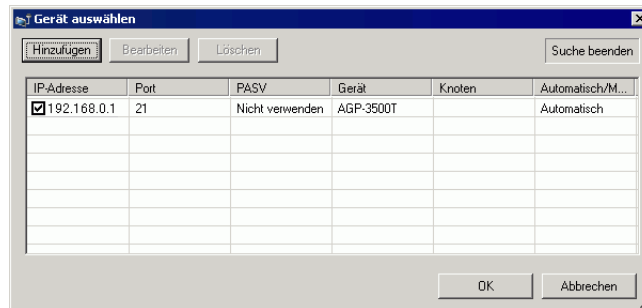 Gerät auswählen
Hinzufügen Bearbeiten Löschen Suche beenden
IP-Adresse Port PASV Gerät Knoten Automatisch/M...
192.168.0.1 21 Nicht verwenden AGP-3500T Automatisch
OK Abbrechen